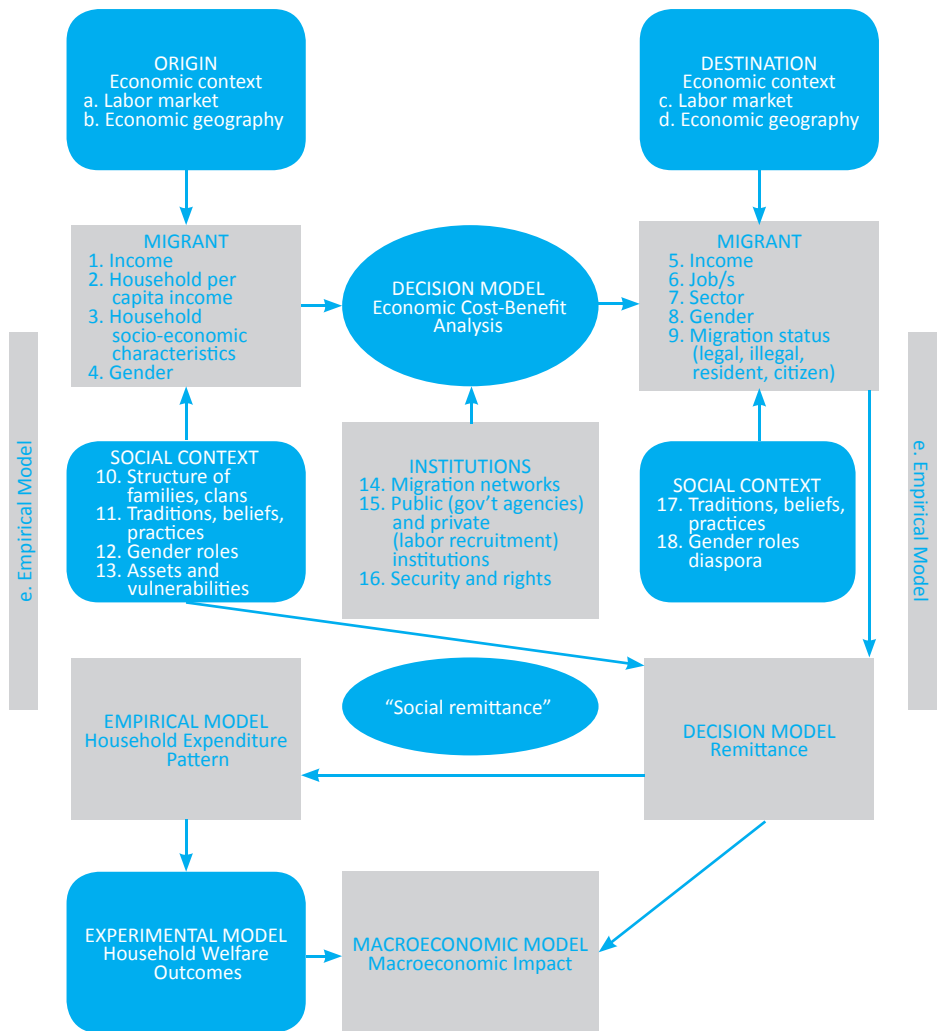 ORIGIN
Economic context
a. Labor market
b. Economic geography
DESTINATION
Economic context
c. Labor market
d. Economic geography
MIGRANT
1. Income
2. Household per
capita income
3. Household
socio-economic
characteristics
4. Gender
DECISION MODEL
Economic Cost-Benefit
Analysis
MIGRANT
5. Income
6. Job/s
7. Sector
8. Gender
9. Migration status
(legal, illegal,
resident, citizen)
e. Empirical Model
SOCIAL CONTEXT
10. Structure of
families, clans
11. Traditions, beliefs,
practices
12. Gender roles
13. Assets and
vulnerabilities
INSTITUTIONS
14. Migration networks
15. Public (gov't agencies)
and private
(labor recruitment)
institutions
16. Security and rights
SOCIAL CONTEXT
17. Traditions, beliefs,
practices
18. Gender roles
diaspora
e. Empirical Model
EMPIRICAL MODEL
Household Expenditure
Pattern
“Social remittance”
DECISION MODEL
Remittance
EXPERIMENTAL MODEL
Household Welfare
Outcomes
MACROECONOMIC MODEL
Macroeconomic Impact